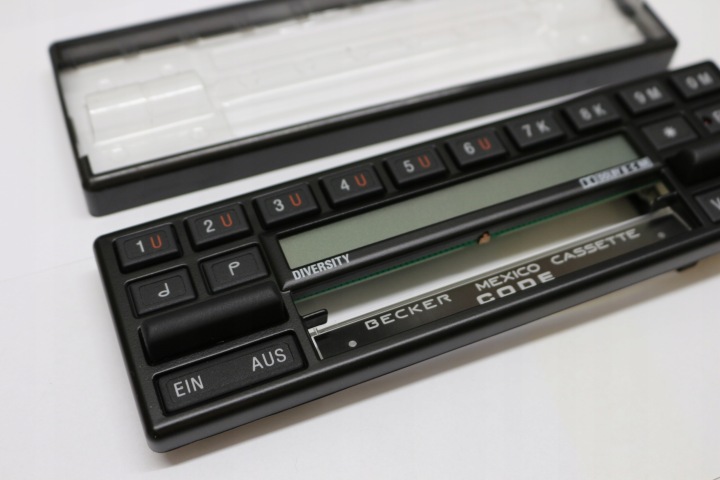 1U 2U 3U 4U 5U 6U 7K 8K 9M 0M
P *
DIVERSITY
BECKER MEXICO CASSETTE
CODE
EIN AUS